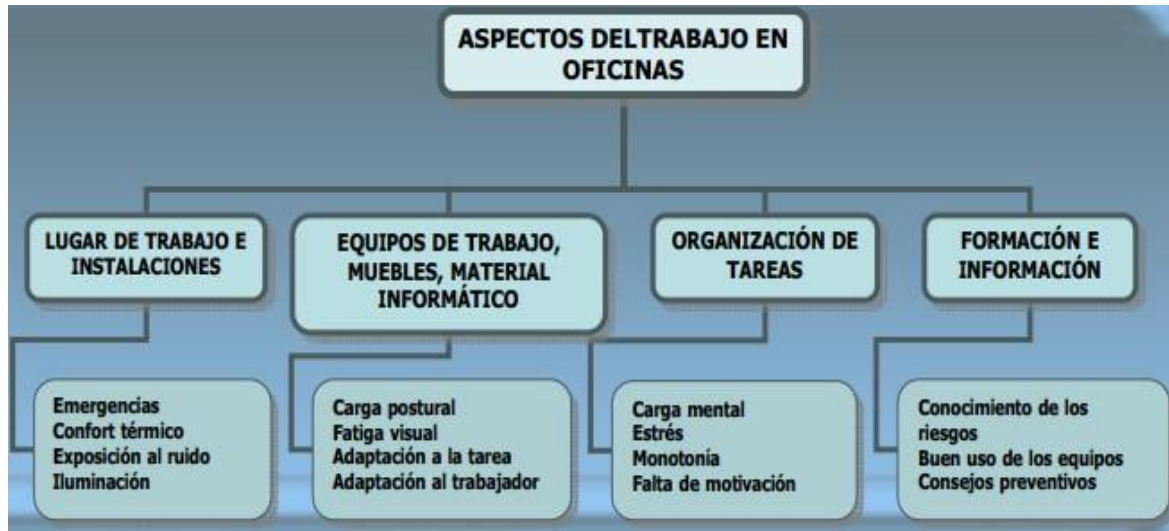 ASPECTOS DELTRABAJO EN
OFICINAS
LUGAR DE TRABAJO E
INSTALACIONES
EQUIPOS DE TRABAJO,
MUEBLES, MATERIAL
INFORMÁTICO
ORGANIZACIÓN DE
TAREAS
FORMACIÓN E
INFORMACIÓN
Emergencias
Confort térmico
Exposición al ruido
Iluminación
Carga postural
Fatiga visual
Adaptación a la tarea
Adaptación al trabajador
Carga mental
Estrés
Monotonía
Falta de motivación
Conocimiento de los
riesgos
Buen uso de los equipos
Consejos preventivos